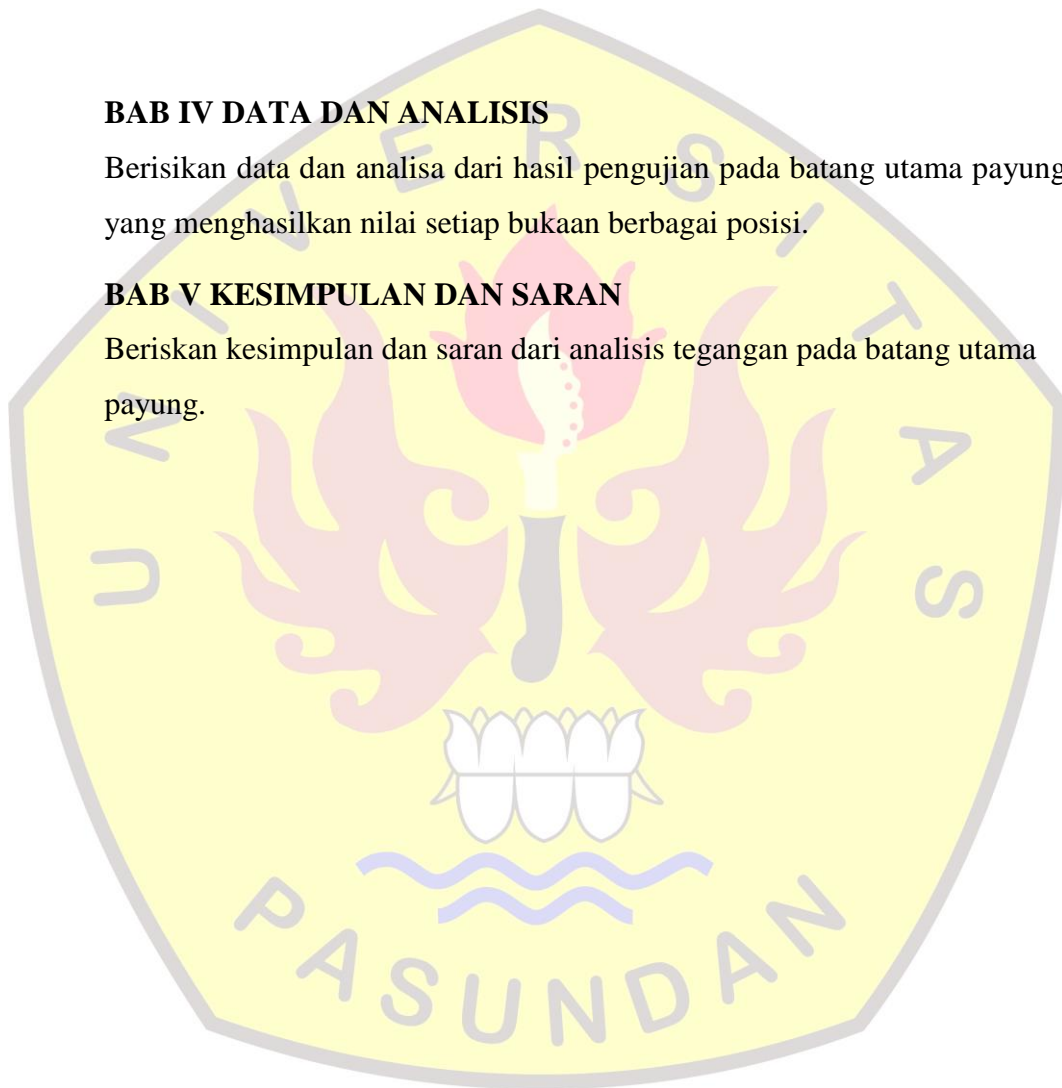 BAB IV DATA DAN ANALISIS
Berisikan data dan analisa dari hasil pengujian pada batang utama payung
yang menghasilkan nilai setiap bukaan berbagai posisi.
BAB V KESIMPULAN DAN SARAN
Beriskan kesimpulan dan saran dari analisis tegangan pada batang utama
payung.
UNIVERSITAS
PASUNDAN